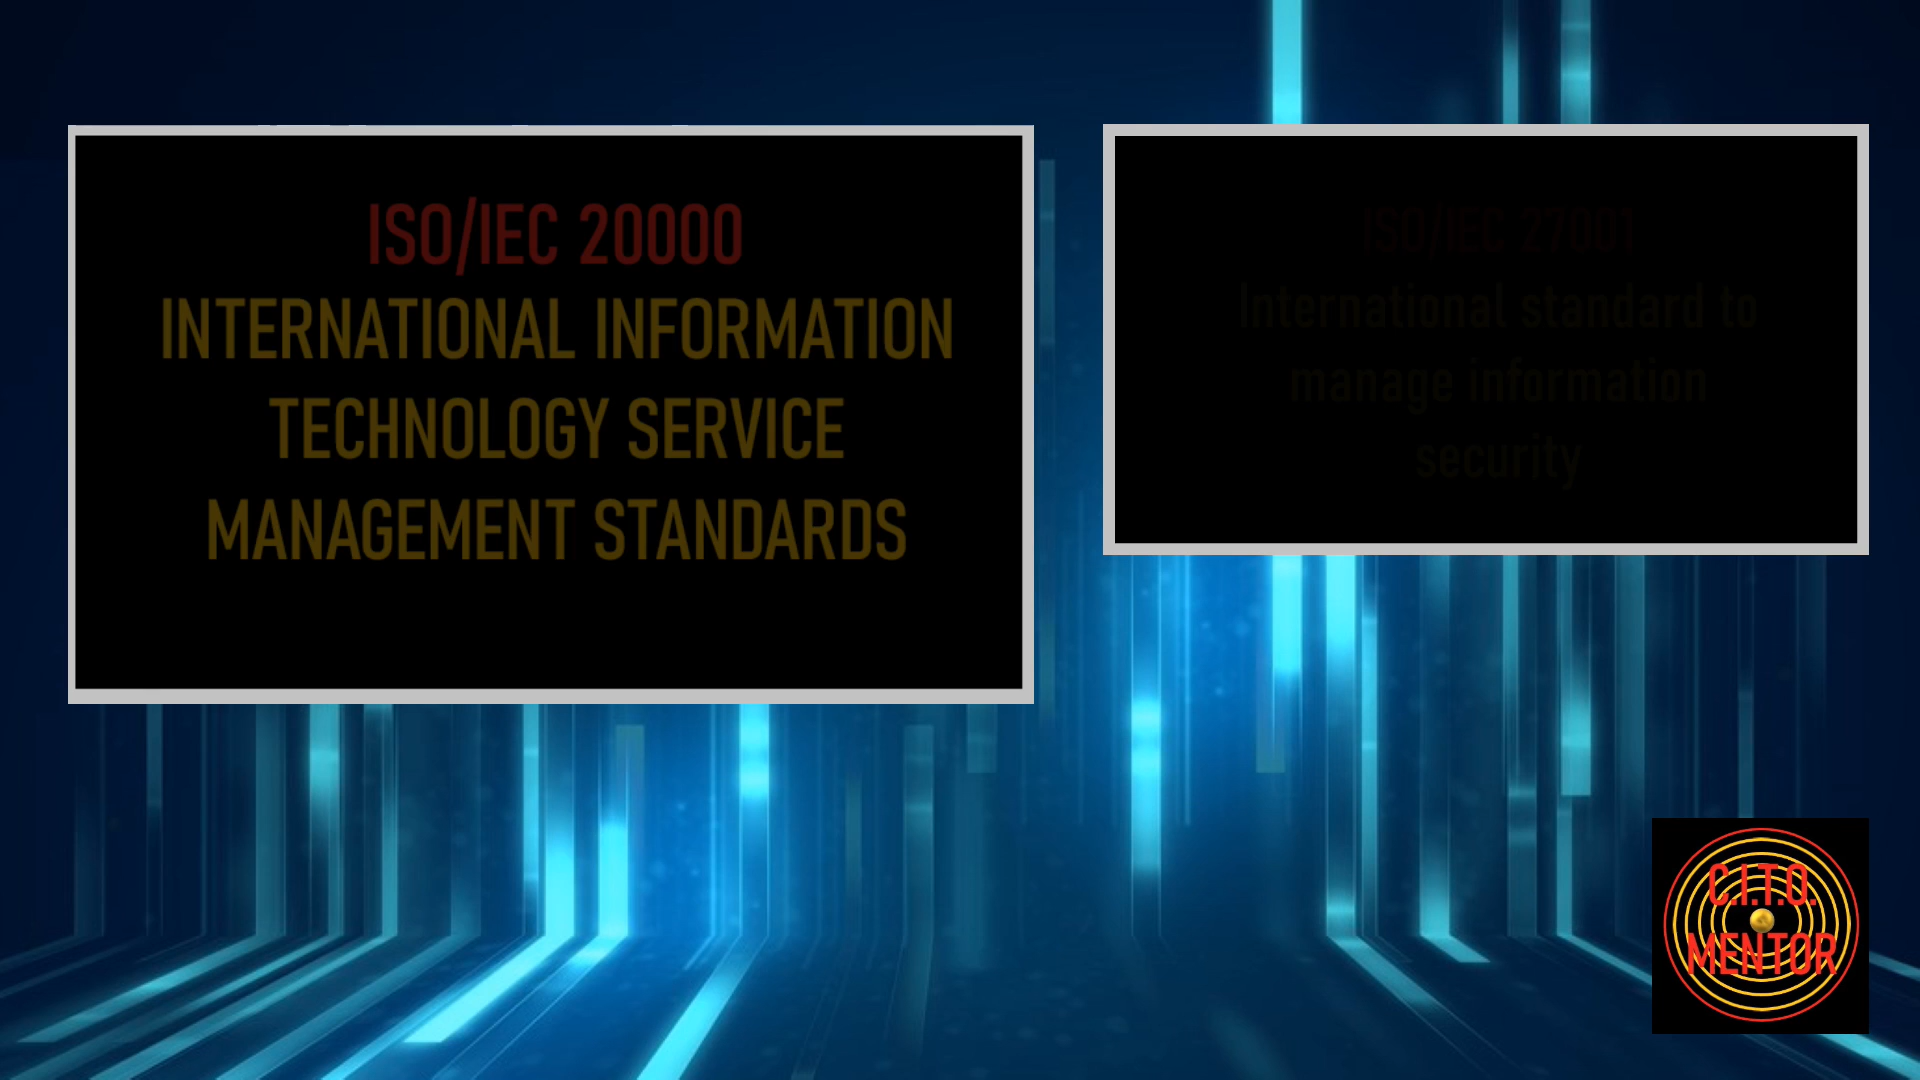 ISO/IEC 20000
INTERNATIONAL INFORMATION
TECHNOLOGY SERVICE
MANAGEMENT STANDARDS
ISO/IEC 27001
International standard to
manage information
security
C.I.T.O.
MENTOR